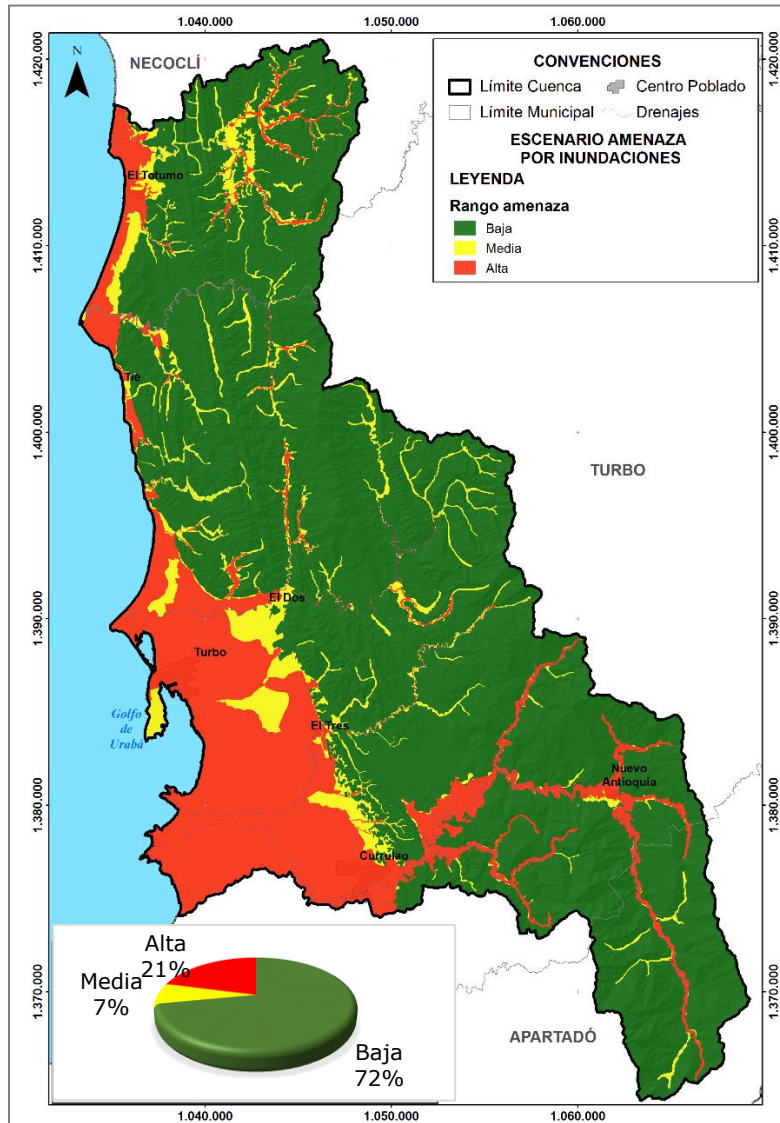 1.040.000
1.050.000
1.060.000
1.420.000
1.420.000
N
NECOCLÍ
CONVENCIONES
Límite Cuenca
Centro Poblado
Límite Municipal
Drenajes
ESCENARIO AMENAZA
POR INUNDACIONES
LEYENDA
Rango amenaza
Baja
Media
Alta
El Totumo
1.410.000
1.410.000
Tie
1.400.000
1.400.000
TURBO
El Dos
1.390.000
1.390.000
Turbo
Golfo
de
Urabá
El Tres
Nuevo
Antioquia
1.380.000
1.380.000
Currulao
Alta
21%
Media
7%
Baja
72%
1.370.000
1.370.000
APARTADÓ
1.040.000
1.050.000
1.060.000